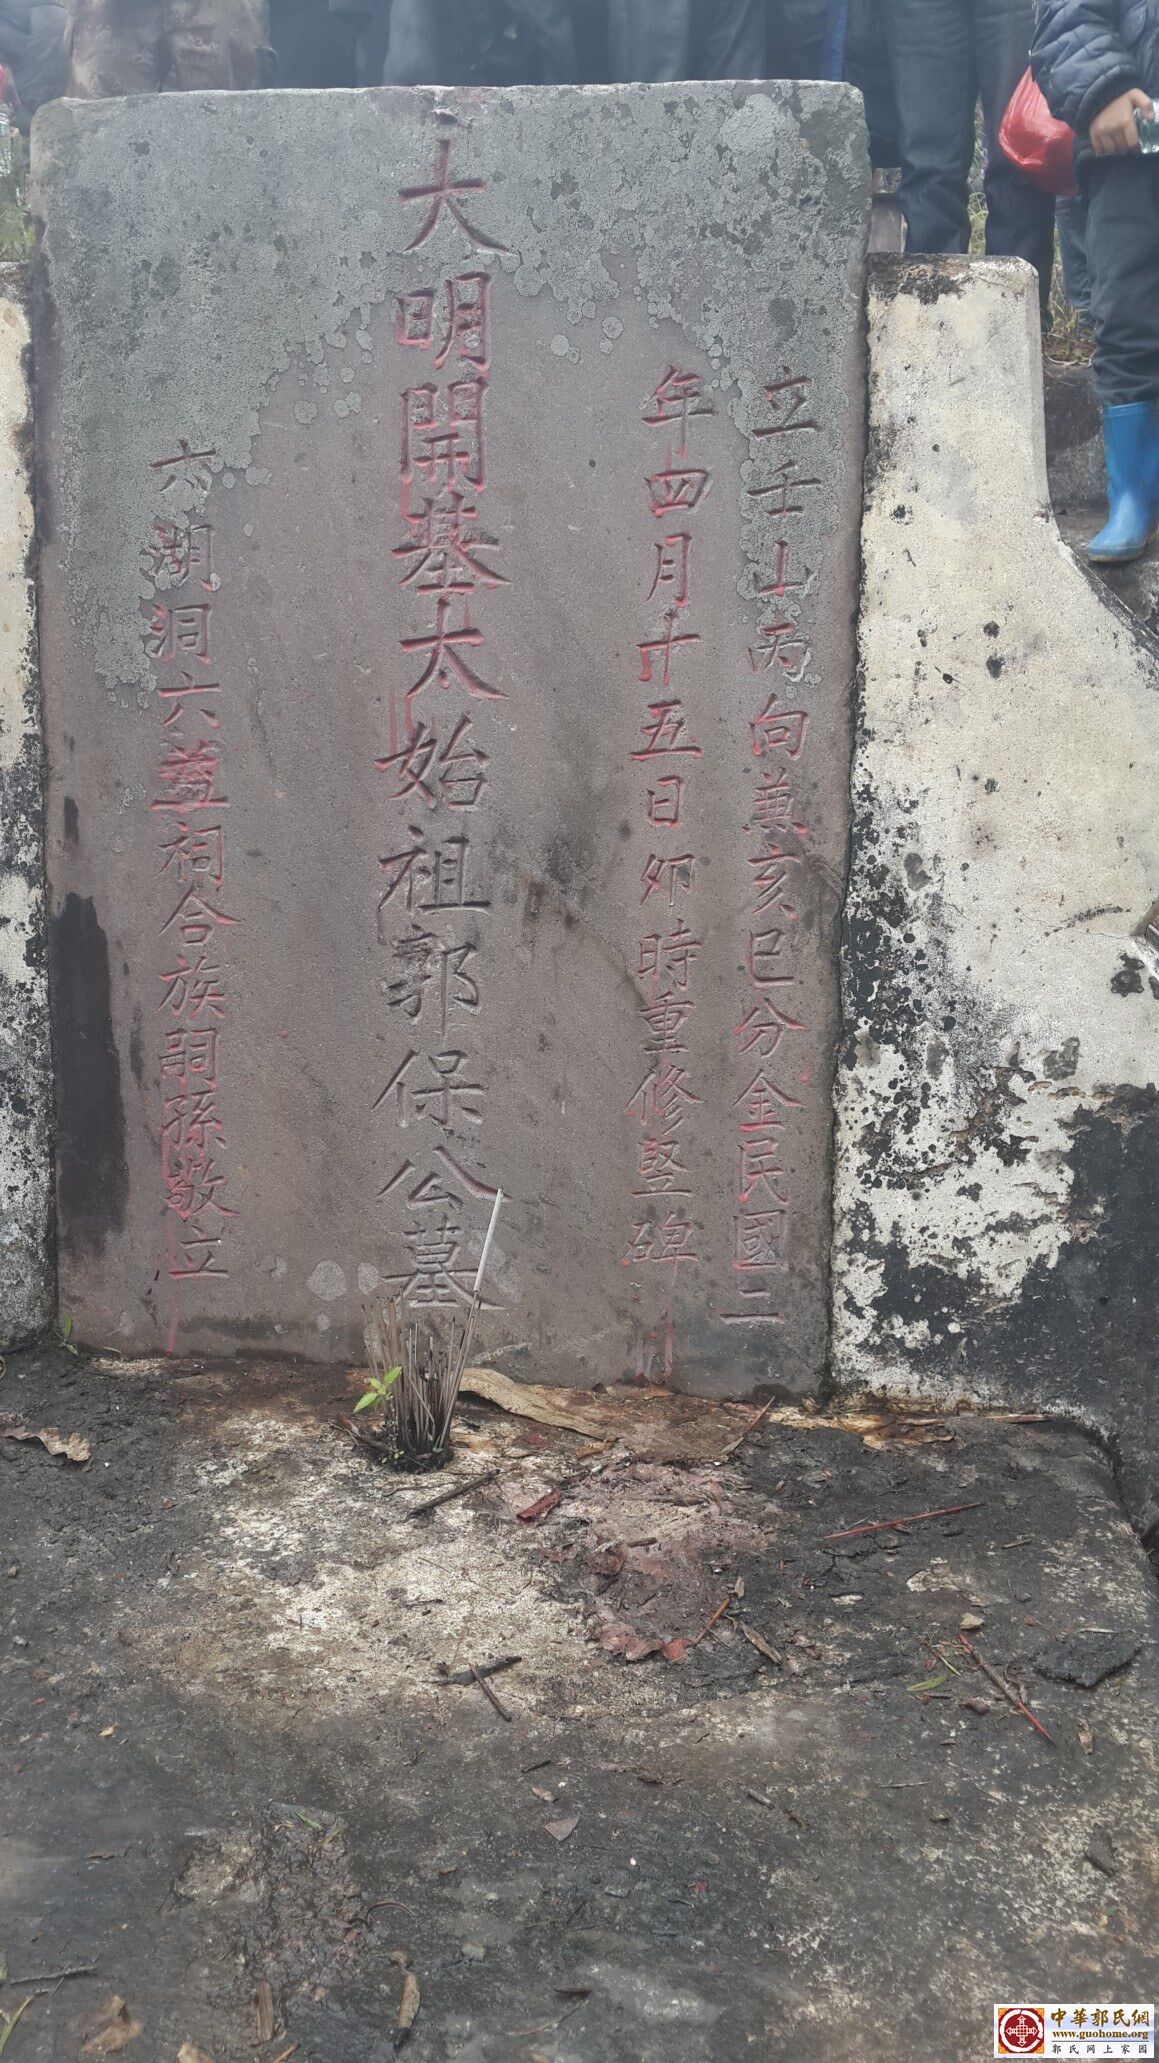 立壬山丙向兼亥巳分金民國二
年四月十五日卯時重修竪碑
大明開基太始祖郭保公墓
六湖洞六益祠合族嗣孫敬立
中華郭氏網
www.guohome.org
郭氏网上家园